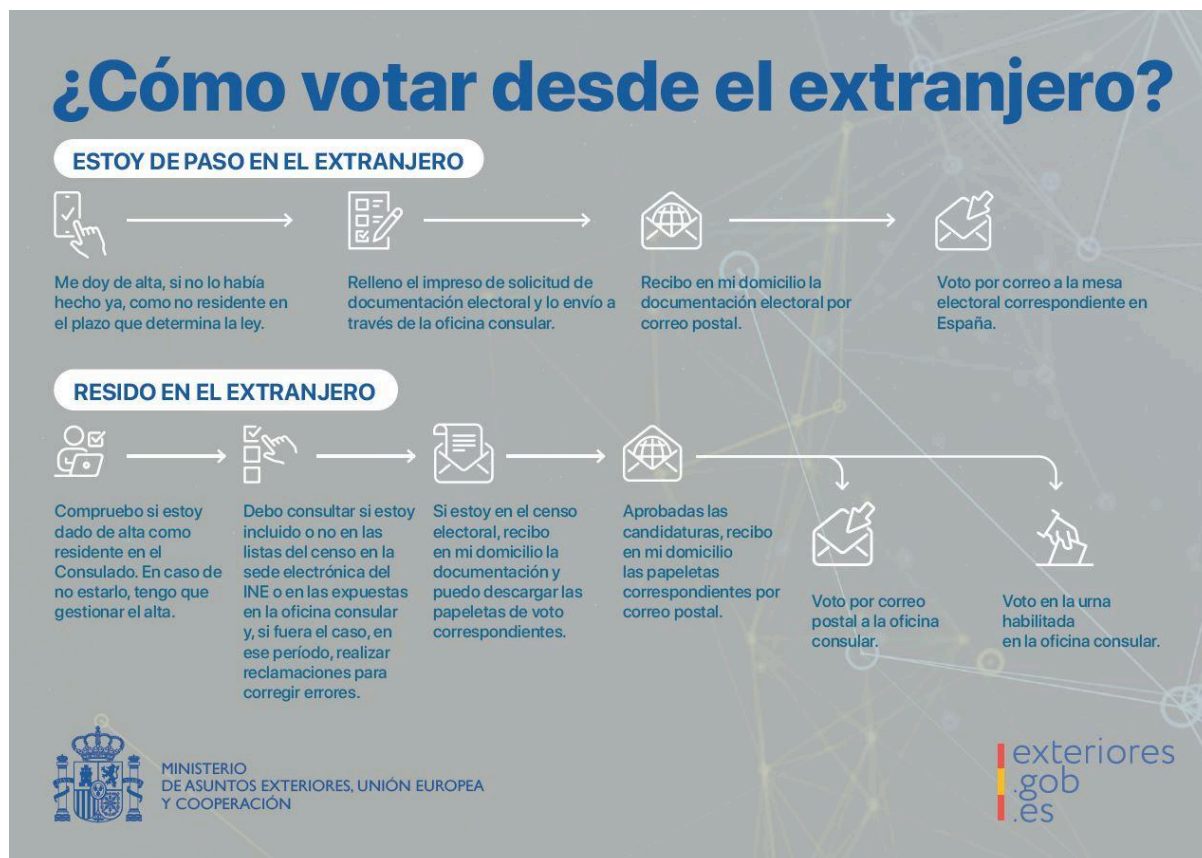 ¿Cómo votar desde el extranjero?
ESTOY DE PASO EN EL EXTRANJERO
Me doy de alta, si no lo había
hecho ya, como no residente en
el plazo que determina la ley.
Relleno el impreso de solicitud de
documentación electoral y lo envío a
través de la oficina consular.
Recibo en mi domicilio la
documentación electoral por
correo postal.
Voto por correo a la mesa
electoral correspondiente en
España.
RESIDO EN EL EXTRANJERO
Compruebo si estoy
dado de alta como
residente en el
Consulado. En caso de
no estarlo, tengo que
gestionar el alta.
Debo consultar si estoy
incluido o no en las
listas del censo en la
sede electrónica del
INE o en las expuestas
en la oficina consular
y, si fuera el caso, en
ese período, realizar
reclamaciones para
corregir errores.
Si estoy en el censo
electoral, recibo
en mi domicilio la
documentación y
puedo descargar las
papeletas de voto
correspondientes.
Aprobadas las
candidaturas, recibo
en mi domicilio
las papeletas
correspondientes por
correo postal.
Voto por correo
postal a la oficina
consular.
Voto en la urna
habilitada
en la oficina consular.
MINISTERIO
DE ASUNTOS EXTERIORES, UNIÓN EUROPEA
Y COOPERACIÓN
exteriores
.gob
.es